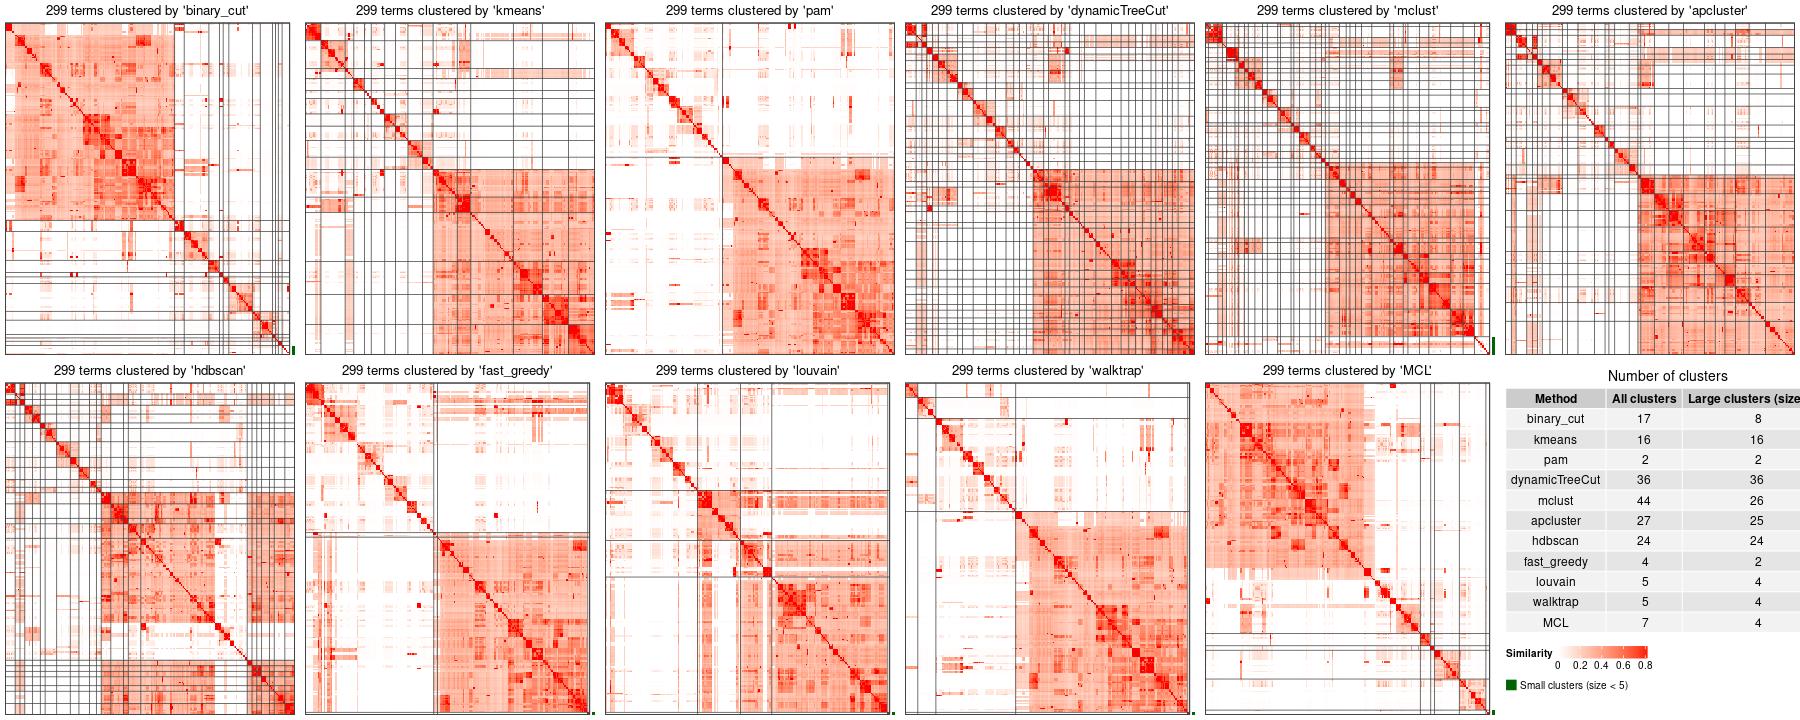 299 terms clustered by 'binary_cut'
299 terms clustered by 'kmeans'
299 terms clustered by 'pam'
299 terms clustered by 'dynamicTreeCut'
299 terms clustered by 'mclust'
299 terms clustered by 'apcluster'
299 terms clustered by 'hdbscan'
299 terms clustered by 'fast_greedy'
299 terms clustered by 'louvain'
299 terms clustered by 'walktrap'
299 terms clustered by 'MCL'
Number of clusters
Method All clusters Large clusters (size
binary_cut 17 8
kmeans 16 16
pam 2 2
dynamicTreeCut 36 36
mclust 44 26
apcluster 27 25
hdbscan 24 24
fast_greedy 4 2
louvain 5 4
walktrap 5 4
MCL 7 4
Similarity
0 0.2 0.4 0.6 0.8
Small clusters (size < 5)